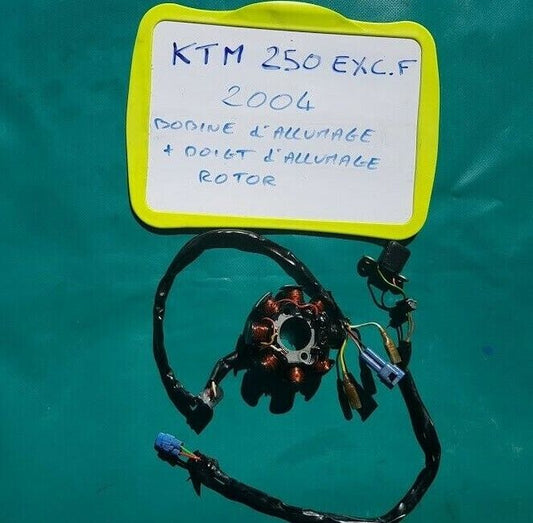 KTM 250 EXC.F
2004
BOBINE d'ALLUMAGE
+ DOIGT d'ALLUMAGE
ROTOR